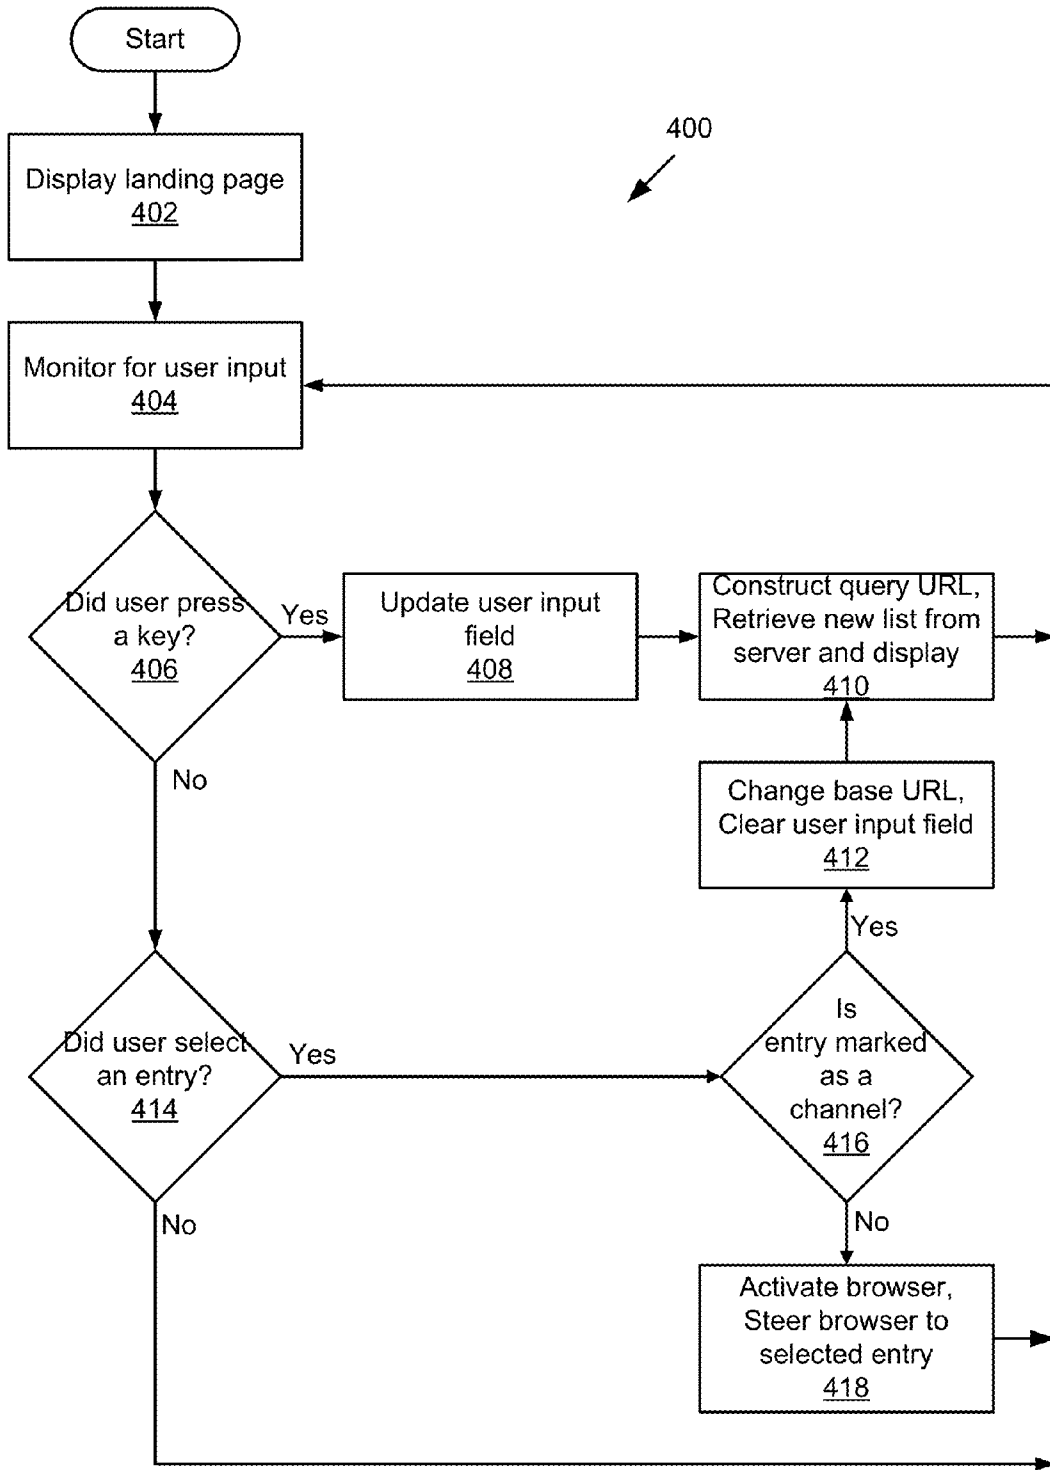 Start
400
Display landing page
402
Monitor for user input
404
Did user press
a key?
406
Yes
Update user input
field
408
Construct query URL,
Retrieve new list from
server and display
410
No
Change base URL,
Clear user input field
412
Yes
Did user select
an entry?
414
Yes
Is
entry marked
as a
channel?
416
No
No
Activate browser,
Steer browser to
selected entry
418